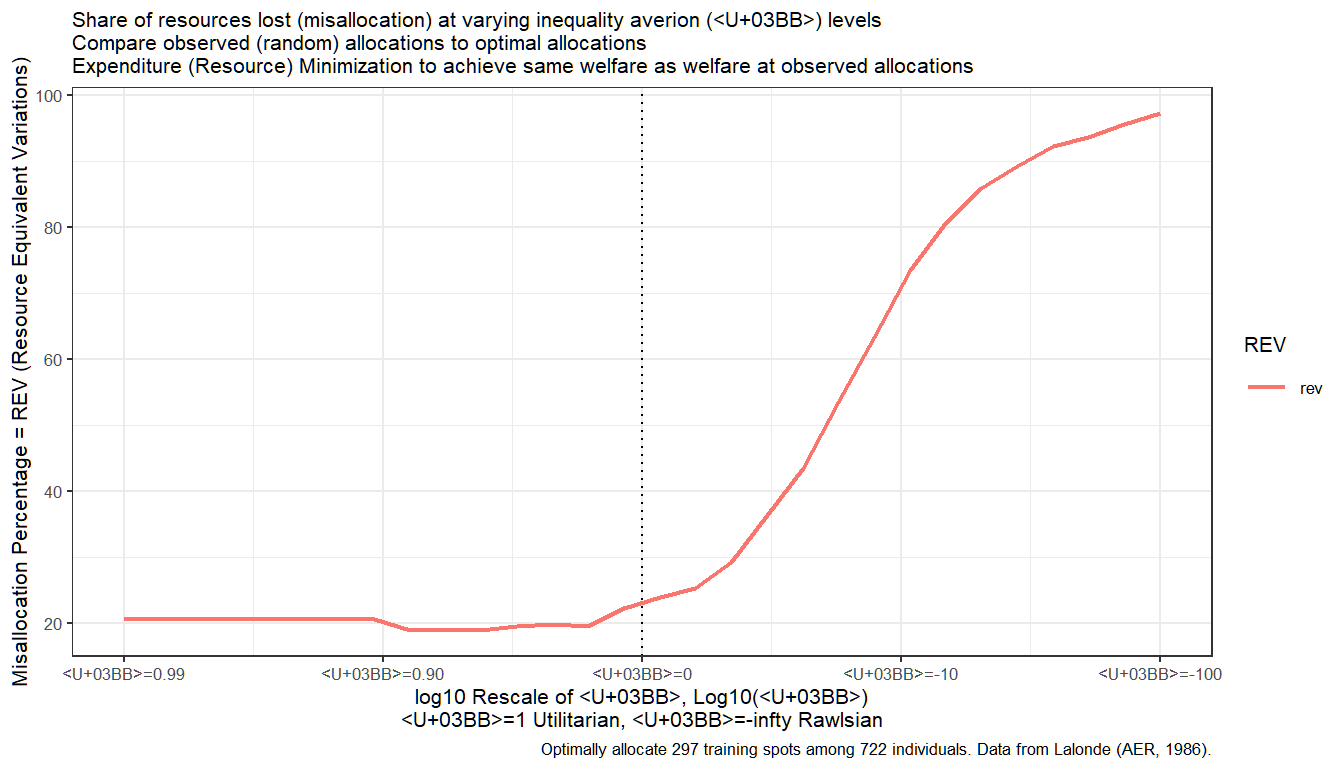 Share of resources lost (misallocation) at varying inequality averion (<U+03BB>) levels
Compare observed (random) allocations to optimal allocations
Expenditure (Resource) Minimization to achieve same welfare as welfare at observed allocations
Misallocation Percentage = REV (Resource Equivalent Variations)
100
80
60
40
20
<U+03BB>=0.99 <U+03BB>=0.90 <U+03BB>=0 <U+03BB>=-10 <U+03BB>=-100
log10 Rescale of <U+03BB>, Log10(<U+03BB>)
<U+03BB>=1 Utilitarian, <U+03BB>=-infty Rawlsian
REV
rev
Optimally allocate 297 training spots among 722 individuals. Data from Lalonde (AER, 1986).